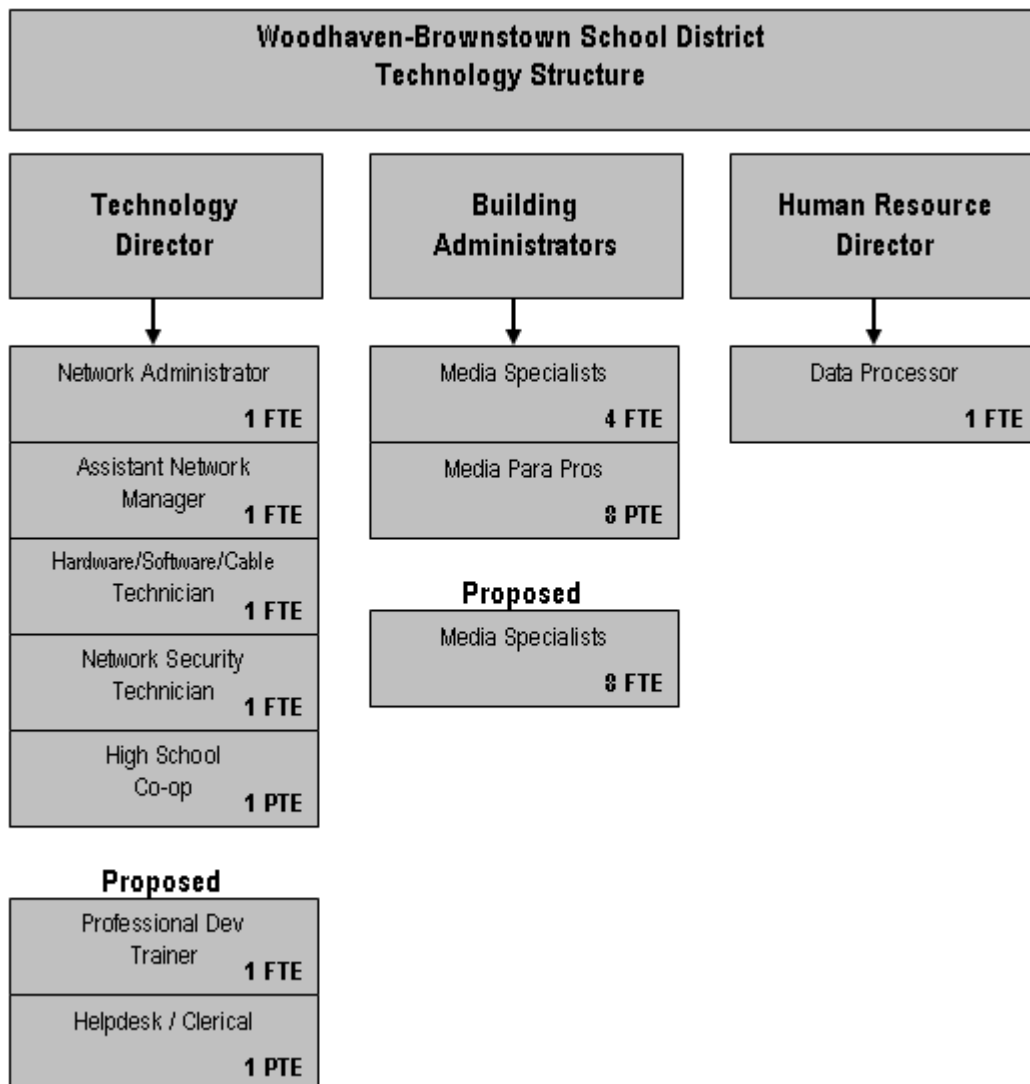 Woodhaven-Brownstown School District
Technology Structure
Technology
Director
Network Administrator
1 FTE
Assistant Network
Manager
1 FTE
Hardware/Software/Cable
Technician
1 FTE
Network Security
Technician
1 FTE
High School
Co-op
1 PTE
Proposed
Professional Dev
Trainer
1 FTE
Helpdesk / Clerical
1 PTE
Building
Administrators
Media Specialists
4 FTE
Media Para Pros
8 PTE
Proposed
Media Specialists
8 FTE
Human Resource
Director
Data Processor
1 FTE